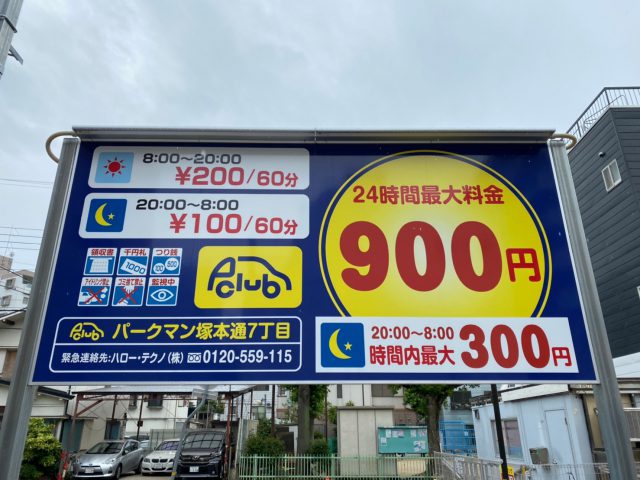 8:00～20:00
¥200/60分
20:00～8:00
¥100/60分
領収書
千円札
つり銭
1000
100
500
アイドリング禁止
ゴミ捨て禁止
監視中
Pclub
24時間最大料金
900円
Pclub パークマン塚本通7丁目
緊急連絡先:ハロー・テクノ(株) 0120-559-115
20:00～8:00
時間内最大 300円